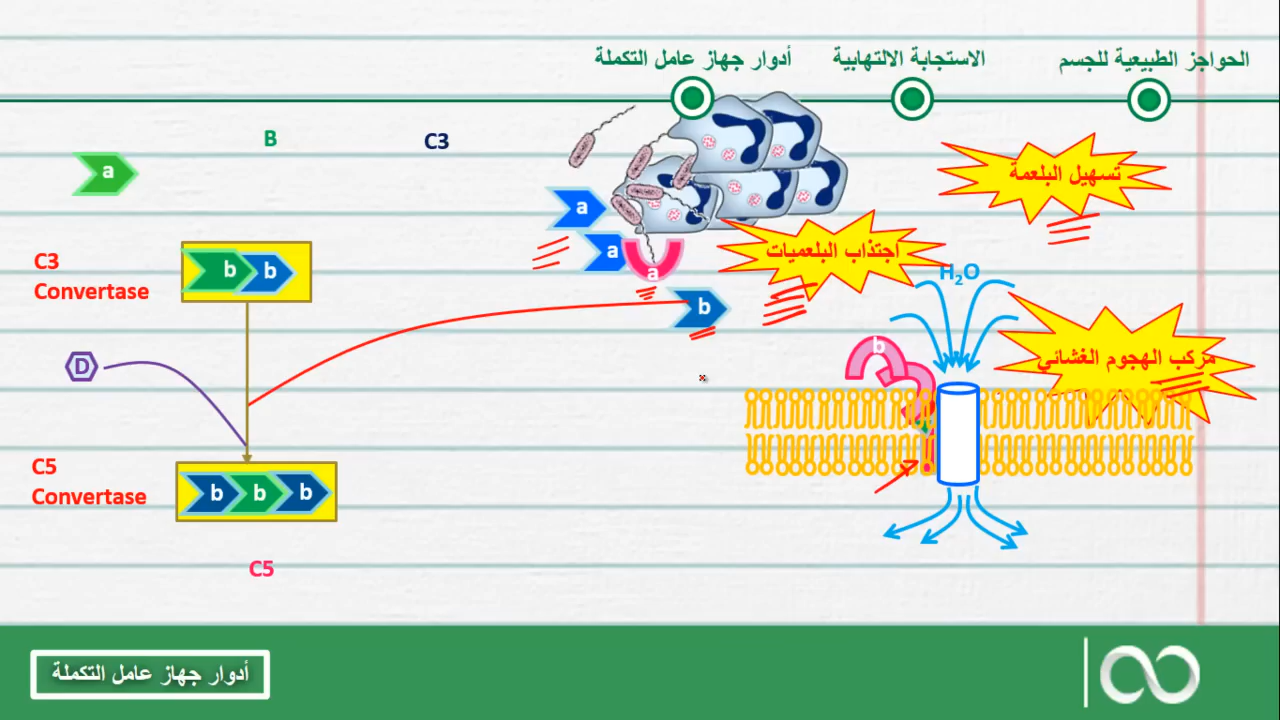 الحواجز الطبيعية للجسم
الاستجابة الالتهابية
أدوار جهاز عامل التكملة
B
C3
a
تسهيل البلعمة
a
a
اجتذاب البلعميات
a
C3
Convertase
b b
H₂O
b
b
مركب الهجوم الغشائي
D
C5
Convertase
b b b
C5
أدوار جهاز عامل التكملة